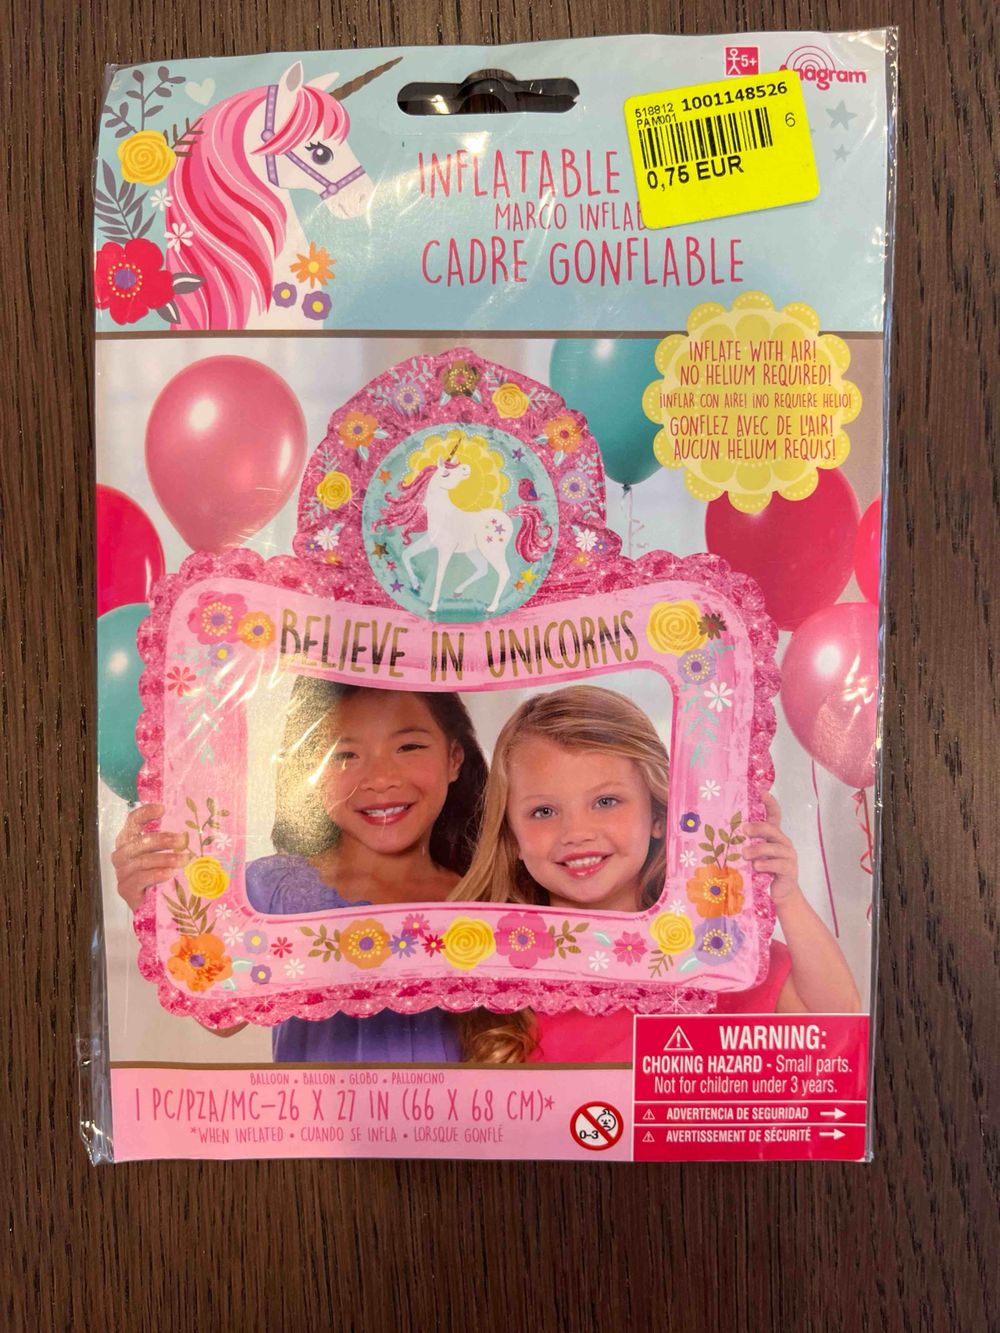 5+
Anagram
518812 1001148526
PAM001
6
0,75 EUR
INFLATABLE
MARCO
CADRE GONFLABLE
INFLATE WITH AIR!
NO HELIUM REQUIRED!
¡INFLAR CON AIRE! ¡NO REQUIERE HELIO!
GONFLEZ AVEC DE L'AIR!
AUCUN HELIUM REQUIS!
BELIEVE IN UNICORNS
BALLOON • BALLON • GLOBO • PALLONCINO
1 PC/PZA/MC–26 X 27 IN (66 X 68 CM)*
*WHEN INFLATED • CUANDO SE INFLA • LORSQUE GONFLÉ
0-3
WARNING:
CHOKING HAZARD - Small parts.
Not for children under 3 years.
ADVERTENCIA DE SEGURIDAD
AVERTISSEMENT DE SÉCURITÉ